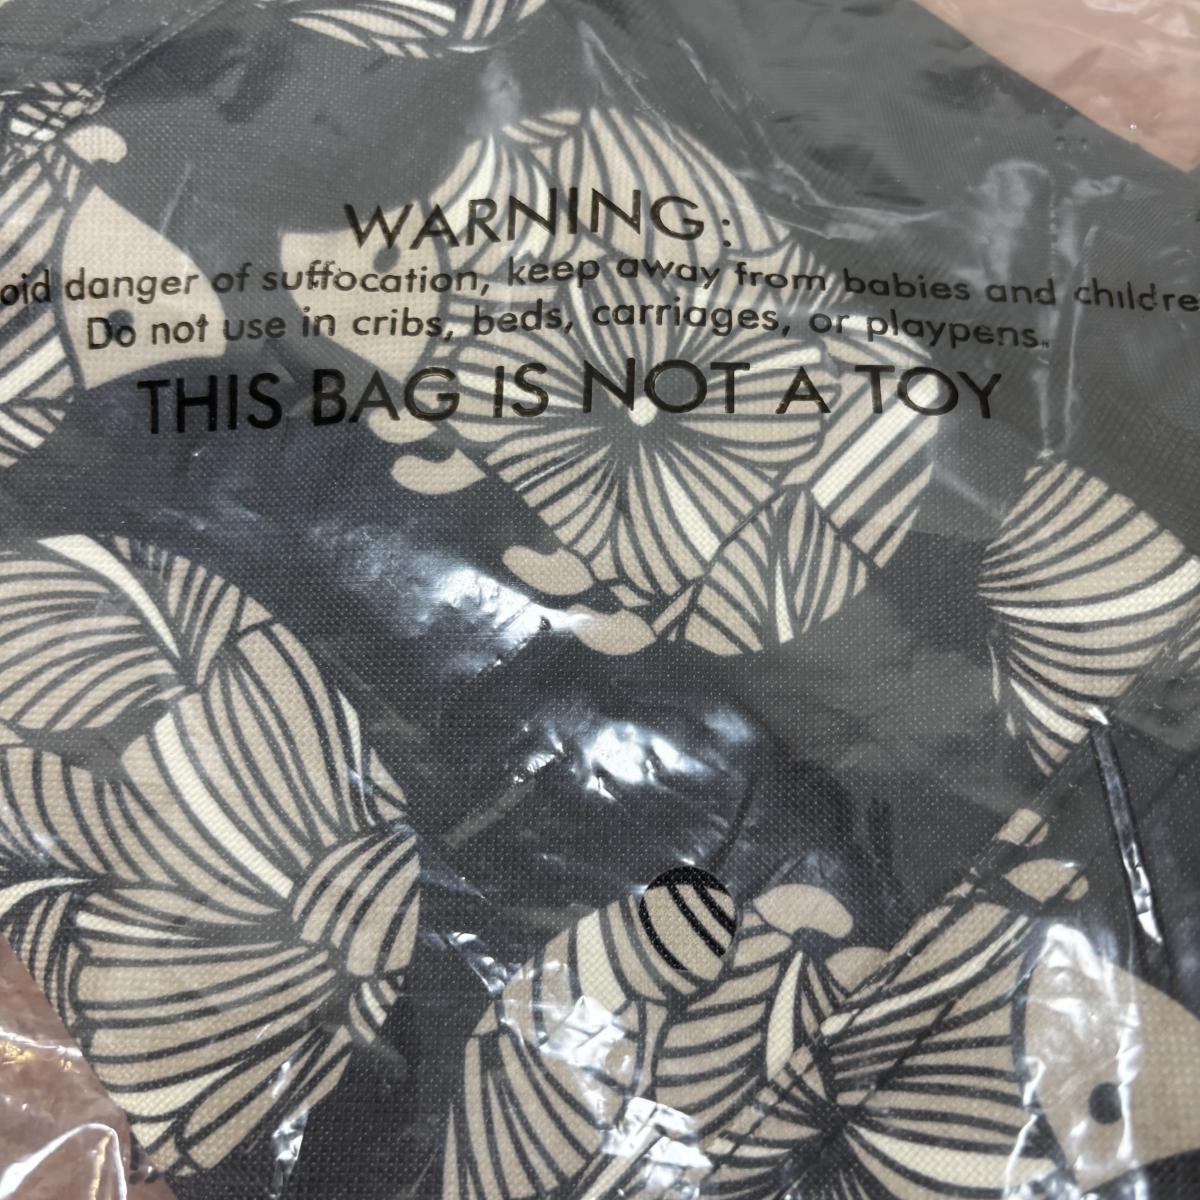 WARNING:
oid danger of suffocation, keep away from babies and childre
Do not use in cribs, beds, carriages, or playpens.
THIS BAG IS NOT A TOY